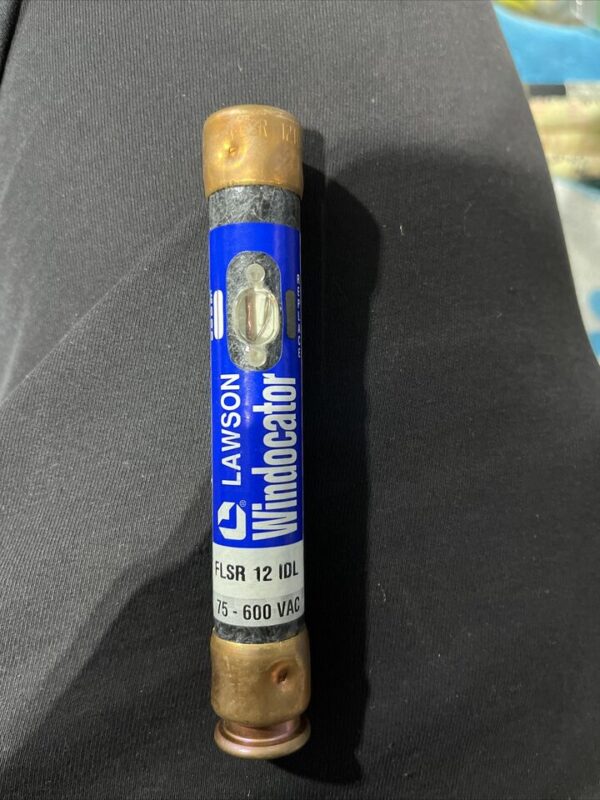 LAWSON
Windocator
®
FLSR 12 IDL
75 - 600 VAC